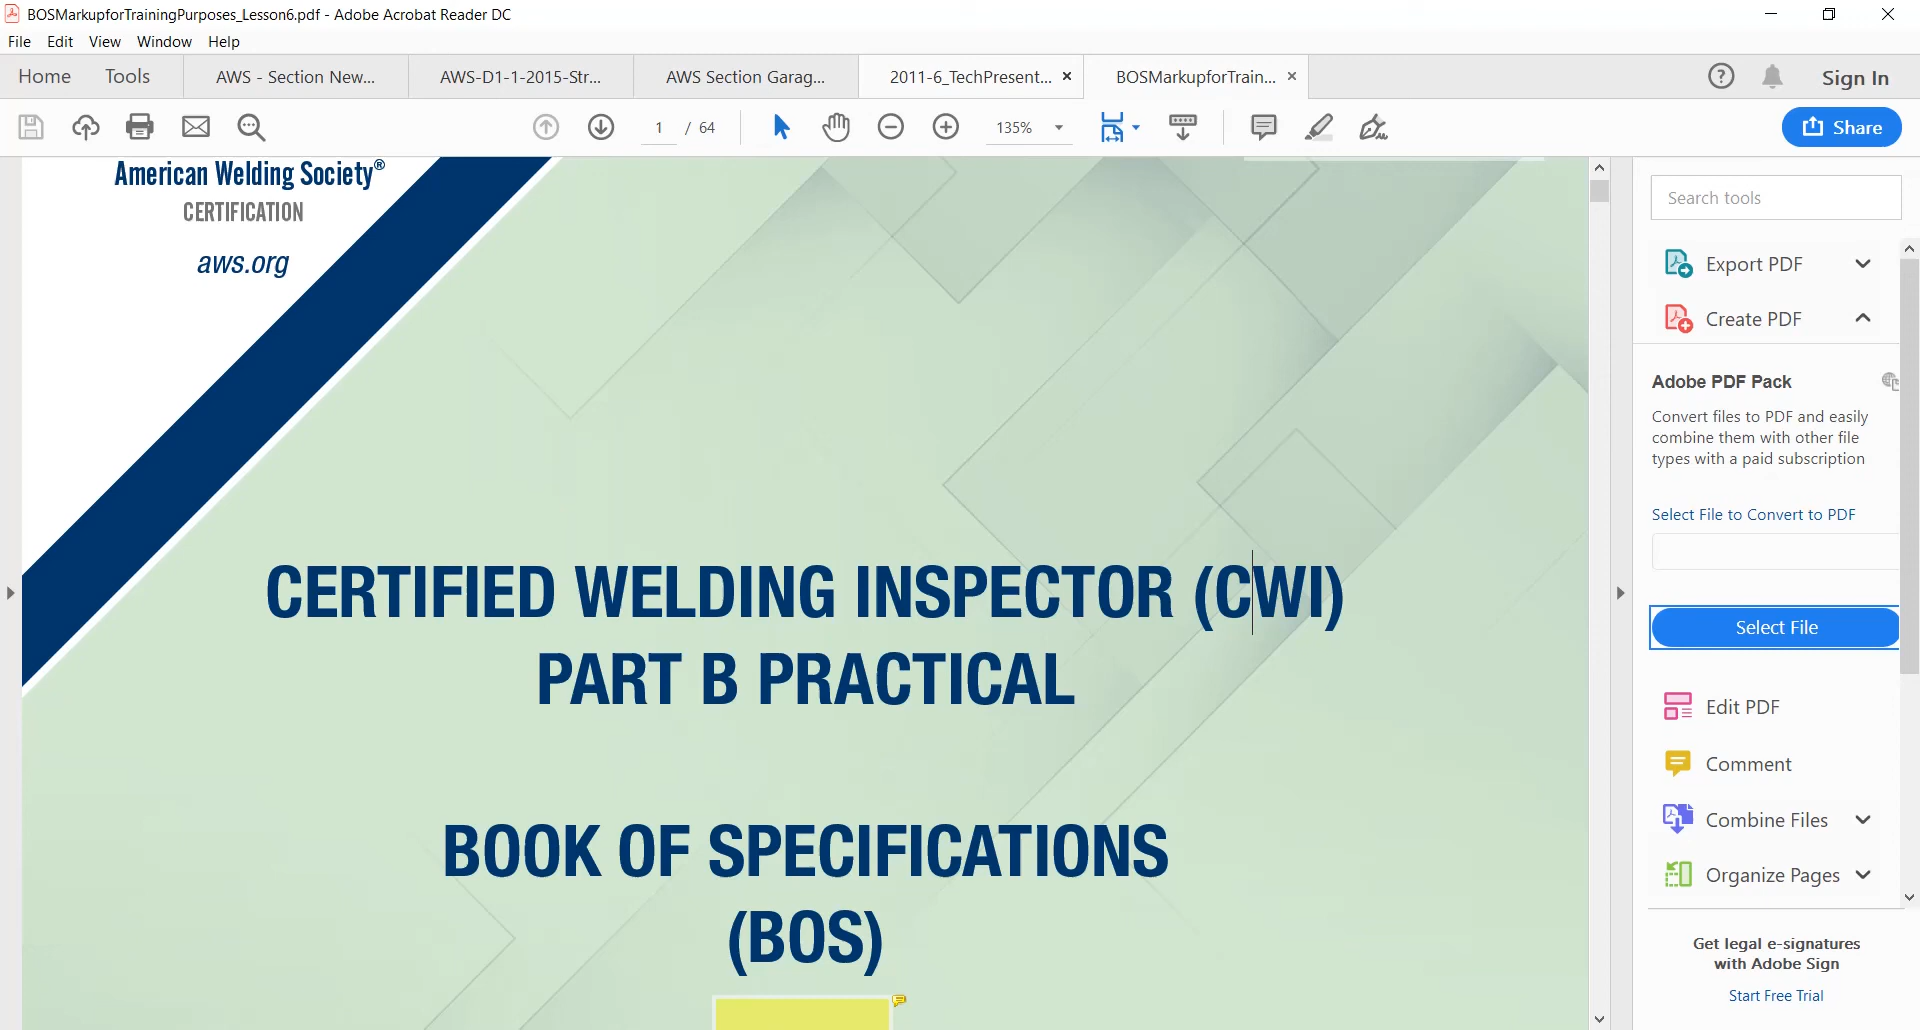 BOSMarkupforTrainingPurposes_Lesson6.pdf - Adobe Acrobat Reader DC
File Edit View Window Help
Home Tools AWS - Section New... AWS-D1-1-2015-Str... AWS Section Garag... 2011-6_TechPresent... × BOSMarkupforTrain... × Sign In
1 / 64 135% Share
American Welding Society®
CERTIFICATION
aws.org
CERTIFIED WELDING INSPECTOR (CWI)
PART B PRACTICAL
BOOK OF SPECIFICATIONS
(BOS)
Search tools
Export PDF
Create PDF
Adobe PDF Pack
Convert files to PDF and easily
combine them with other file
types with a paid subscription
Select File to Convert to PDF
Select File
Edit PDF
Comment
Combine Files
Organize Pages
Get legal e-signatures
with Adobe Sign
Start Free Trial